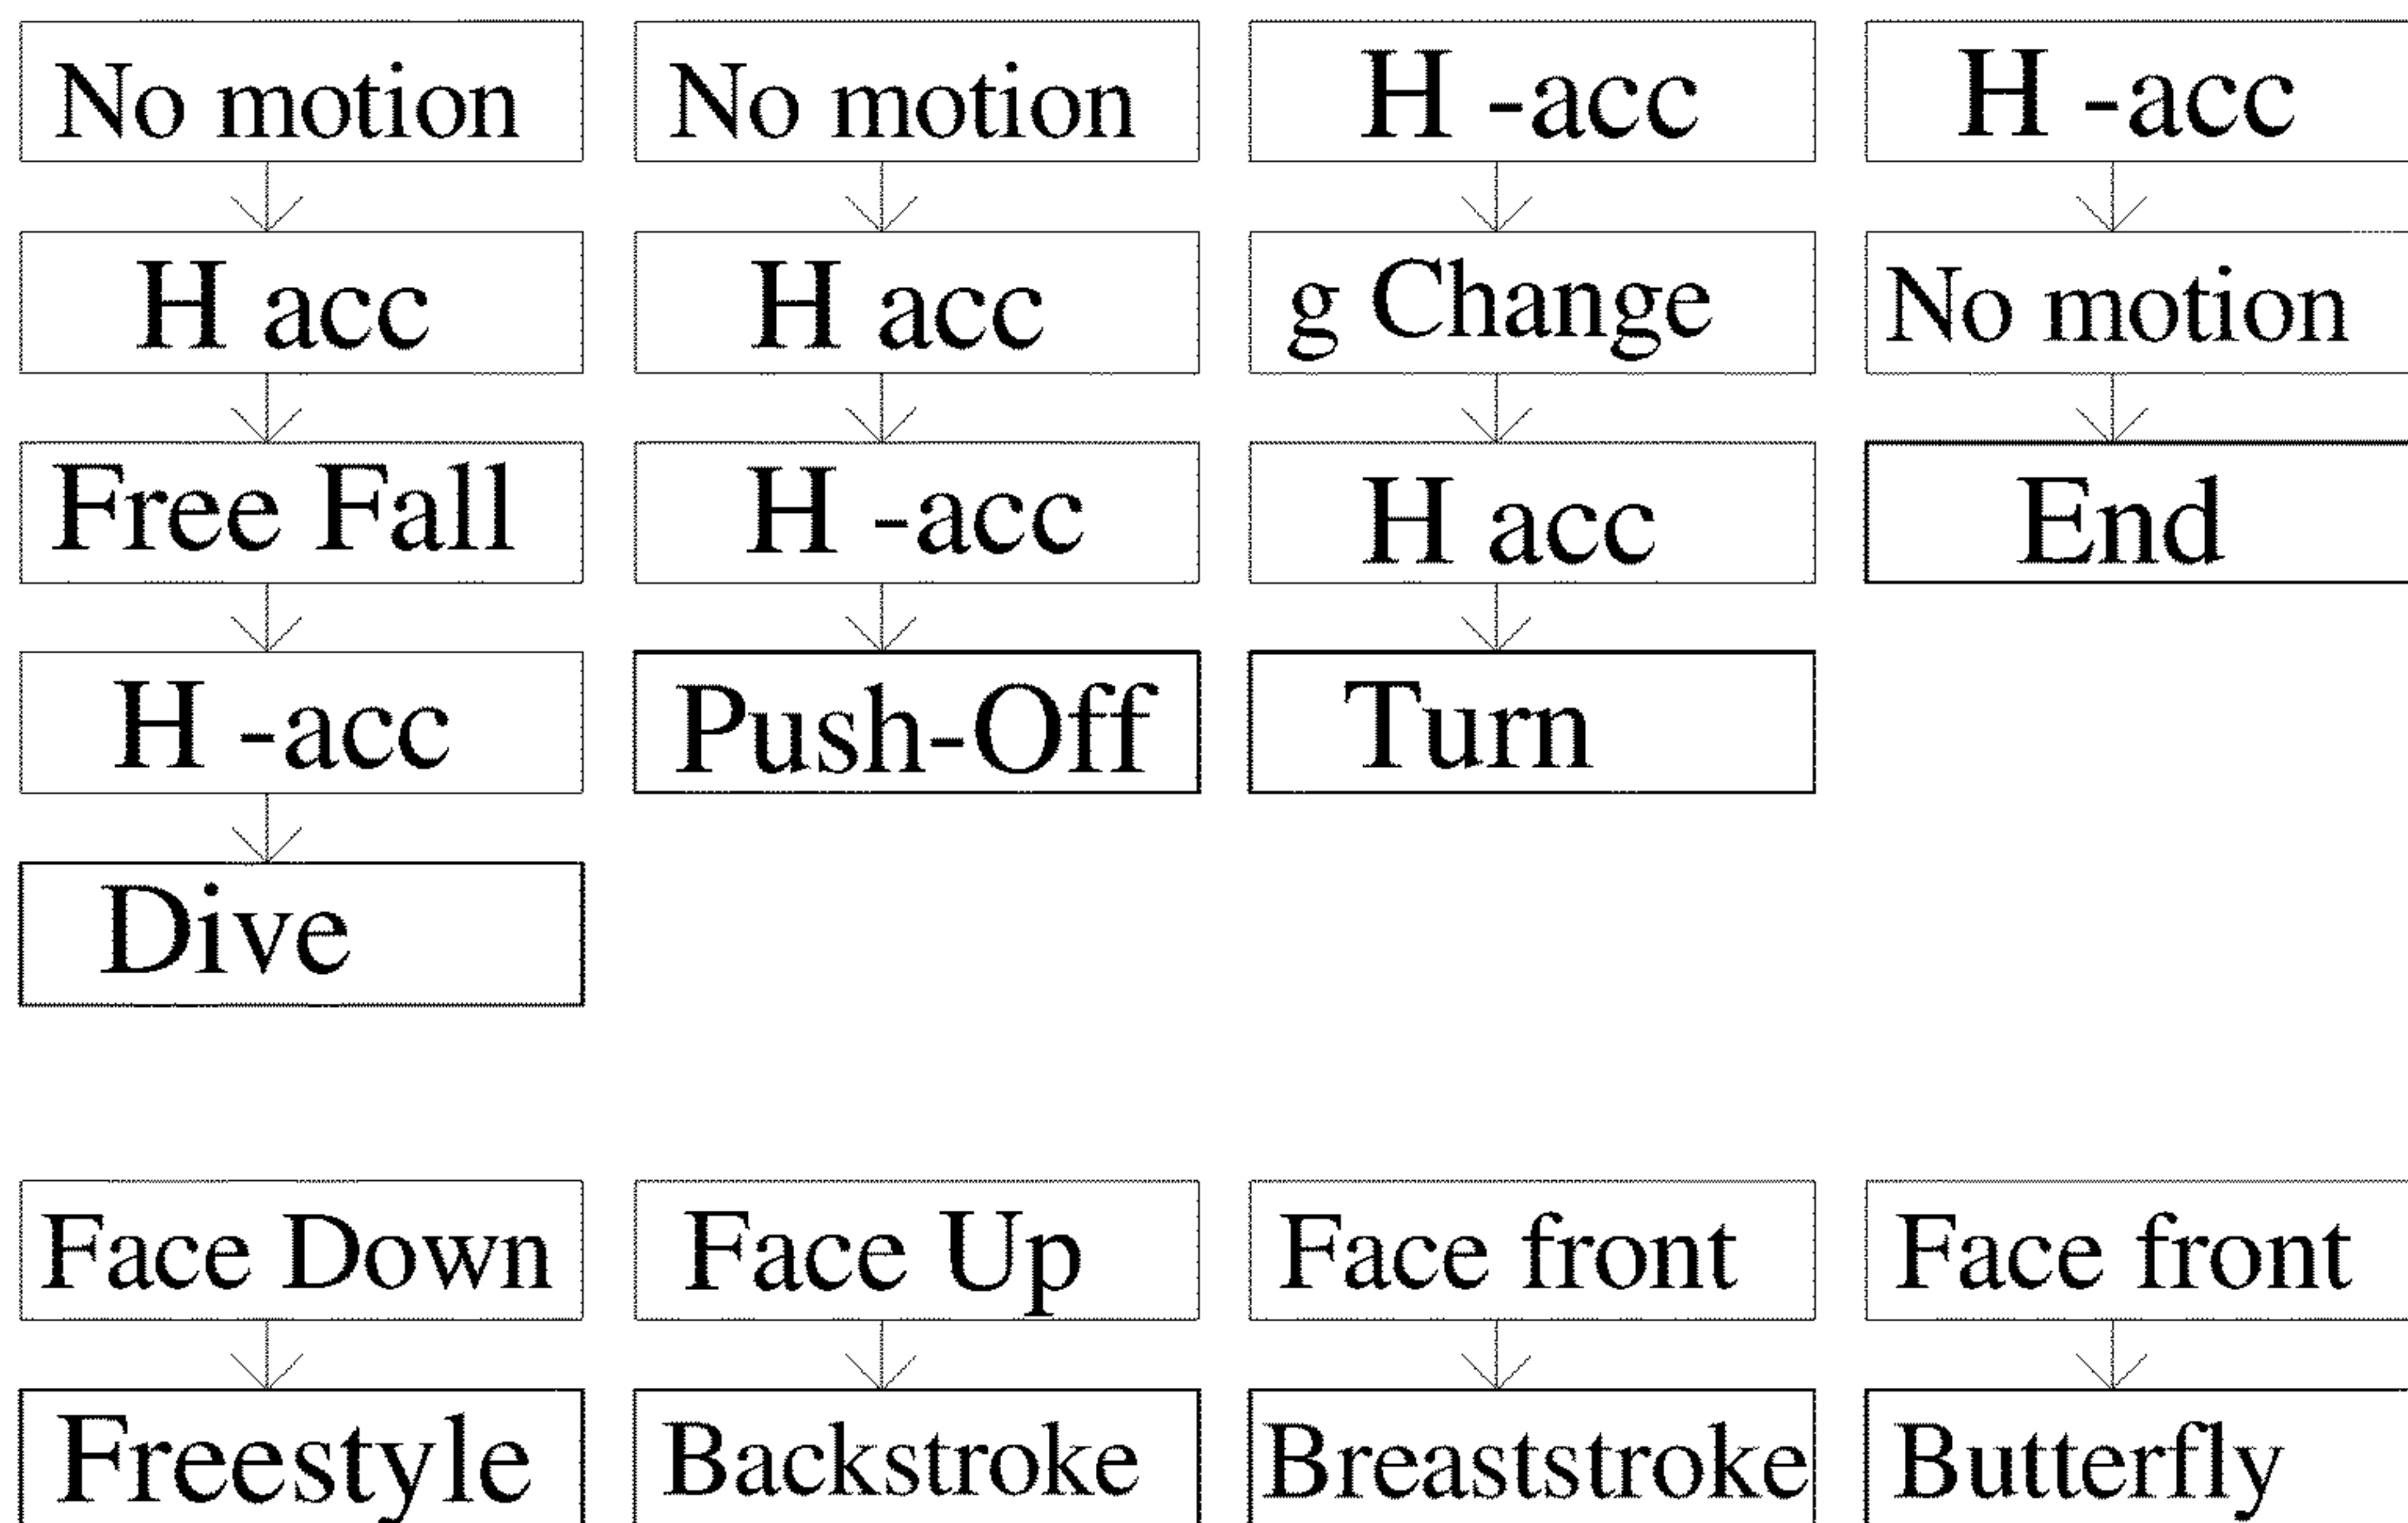 No motion
H acc
Free Fall
H -acc
Dive
No motion
H acc
H -acc
Push-Off
H -acc
g Change
H acc
Turn
H -acc
No motion
End
Face Down
Freestyle
Face Up
Backstroke
Face front
Breaststroke
Face front
Butterfly